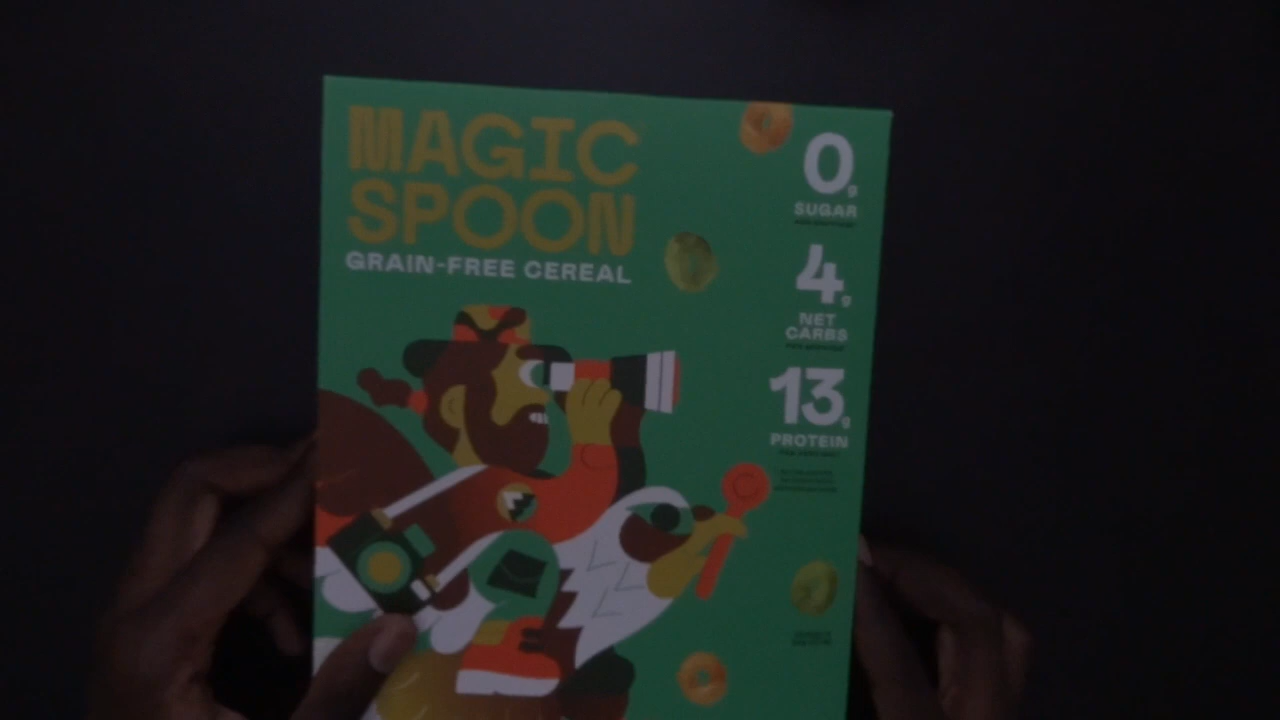 MAGIC
SPOON
GRAIN-FREE CEREAL
0g
SUGAR
4g
NET
CARBS
13g
PROTEIN